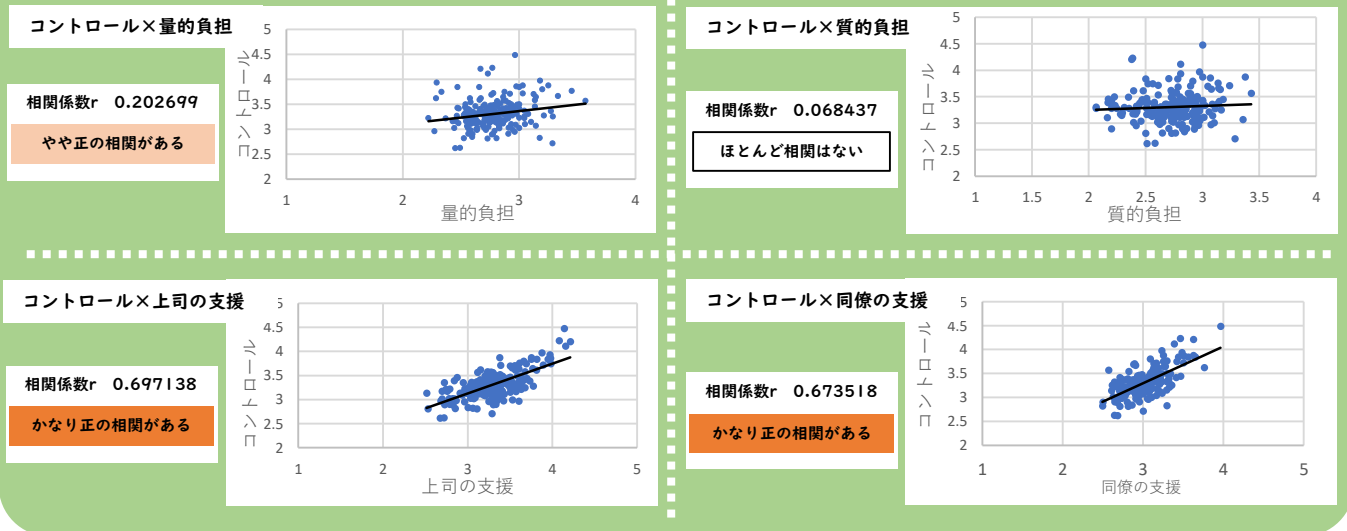 コントロール×量的負担
相関係数r 0.202699
やや正の相関がある
コントロール
5
4.5
4
3.5
3
2.5
2
1
2
3
4
量的負担
コントロール×質的負担
相関係数r 0.068437
ほとんど相関はない
コントロール
5
4.5
4
3.5
3
2.5
2
1
1.5
2
2.5
3
3.5
4
質的負担
コントロール×上司の支援
相関係数r 0.697138
かなり正の相関がある
コントロール
5
4.5
4
3.5
3
2.5
2
1
2
3
4
5
上司の支援
コントロール×同僚の支援
相関係数r 0.673518
かなり正の相関がある
コントロール
5
4.5
4
3.5
3
2.5
2
1
2
3
4
5
同僚の支援